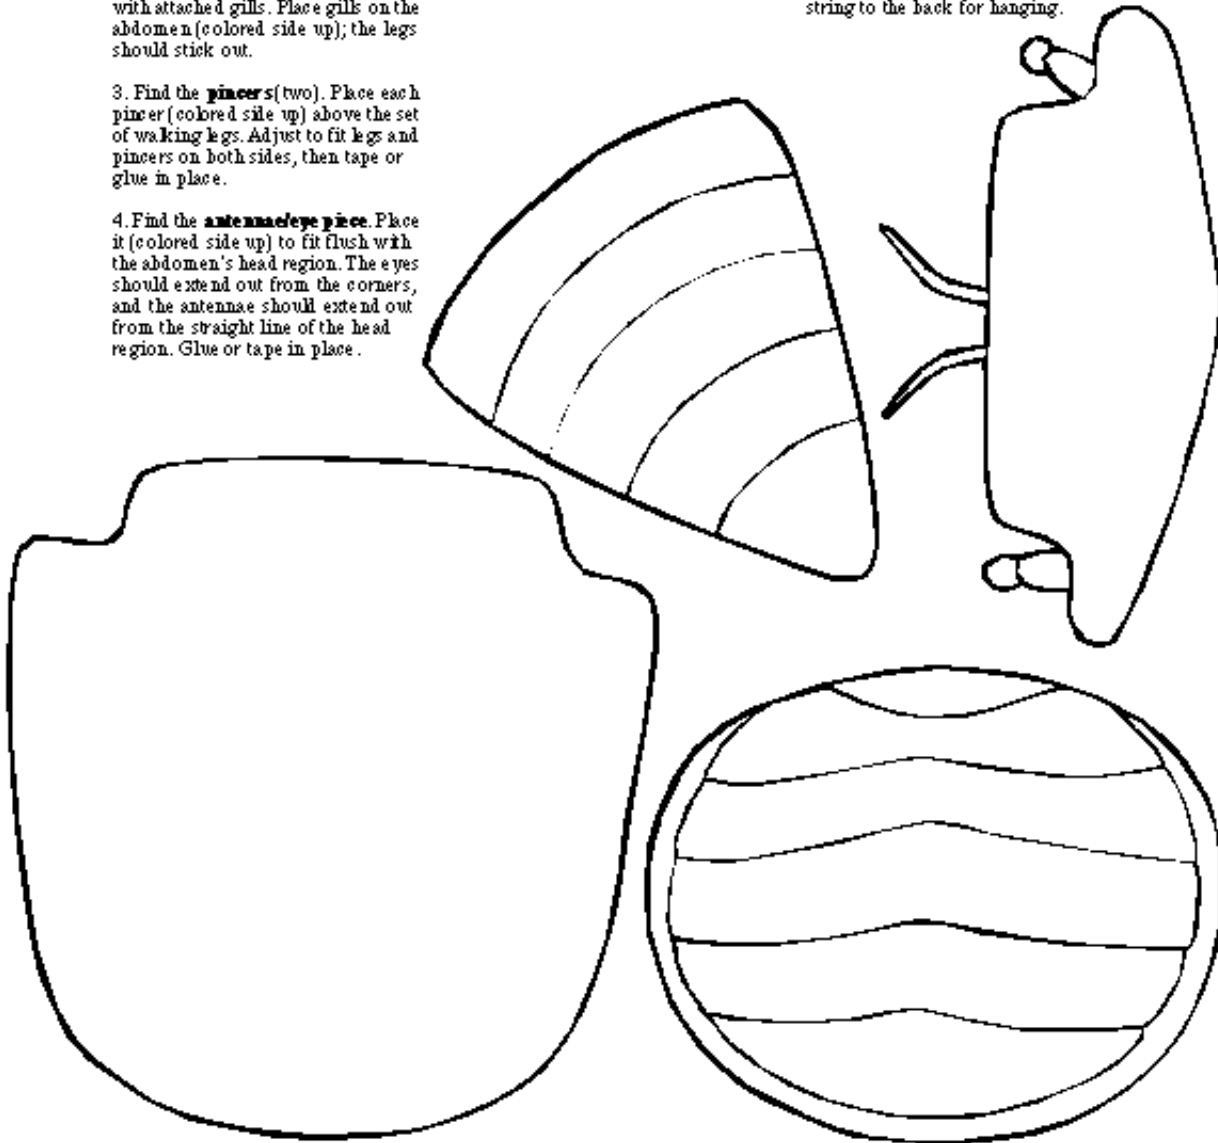 with attached gills. Place gills on the
abdomen (colored side up); the legs
should stick out.
3. Find the pincers (two). Place each
pincer (colored side up) above the set
of walking legs. Adjust to fit legs and
pincers on both sides, then tape or
glue in place.
4. Find the antennae/eye piece. Place
it (colored side up) to fit flush with
the abdomen's head region. The eyes
should extend out from the corners,
and the antennae should extend out
from the straight line of the head
region. Glue or tape in place.
string to the back for hanging.